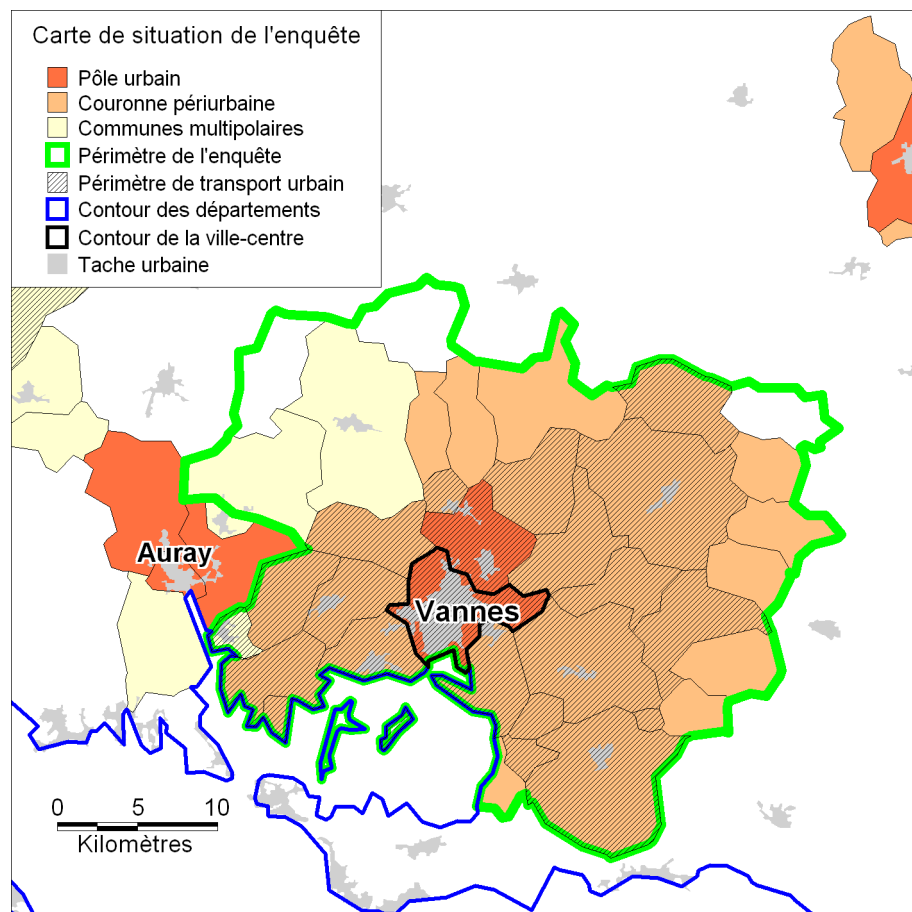 Carte de situation de l'enquête
Pôle urbain
Couronne périurbaine
Communes multipolaires
Périmètre de l'enquête
Périmètre de transport urbain
Contour des départements
Contour de la ville-centre
Tache urbaine
Auray
Vannes
0 5 10
Kilomètres